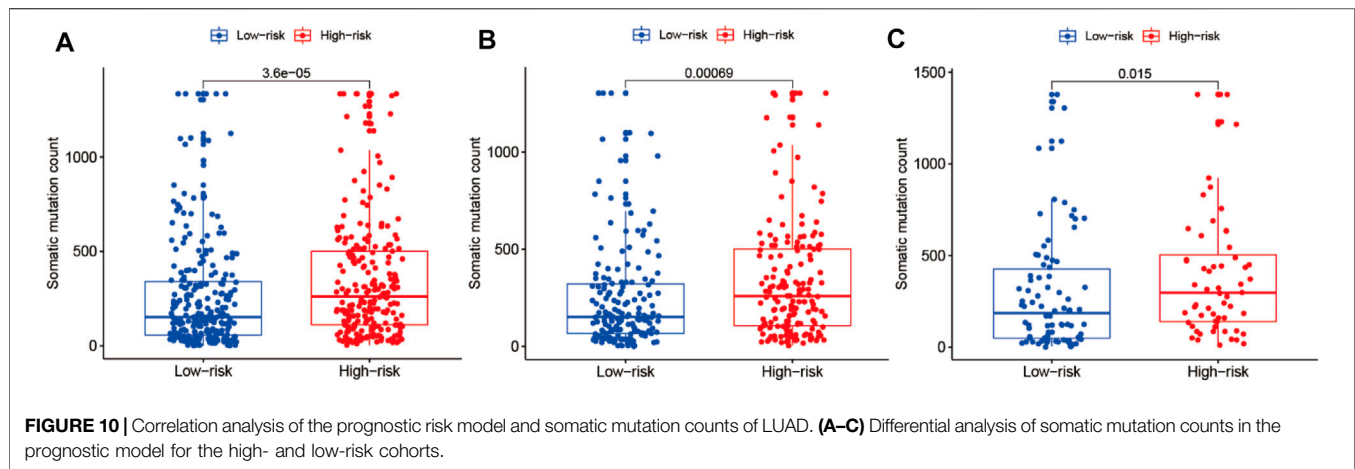 A
Low-risk High-risk
3.6e-05
Somatic mutation count
1000
500
0
Low-risk High-risk
B
Low-risk High-risk
0.00069
Somatic mutation count
1000
500
0
Low-risk High-risk
C
Low-risk High-risk
0.015
Somatic mutation count
1500
1000
500
0
Low-risk High-risk
FIGURE 10 | Correlation analysis of the prognostic risk model and somatic mutation counts of LUAD. (A–C) Differential analysis of somatic mutation counts in the
prognostic model for the high- and low-risk cohorts.